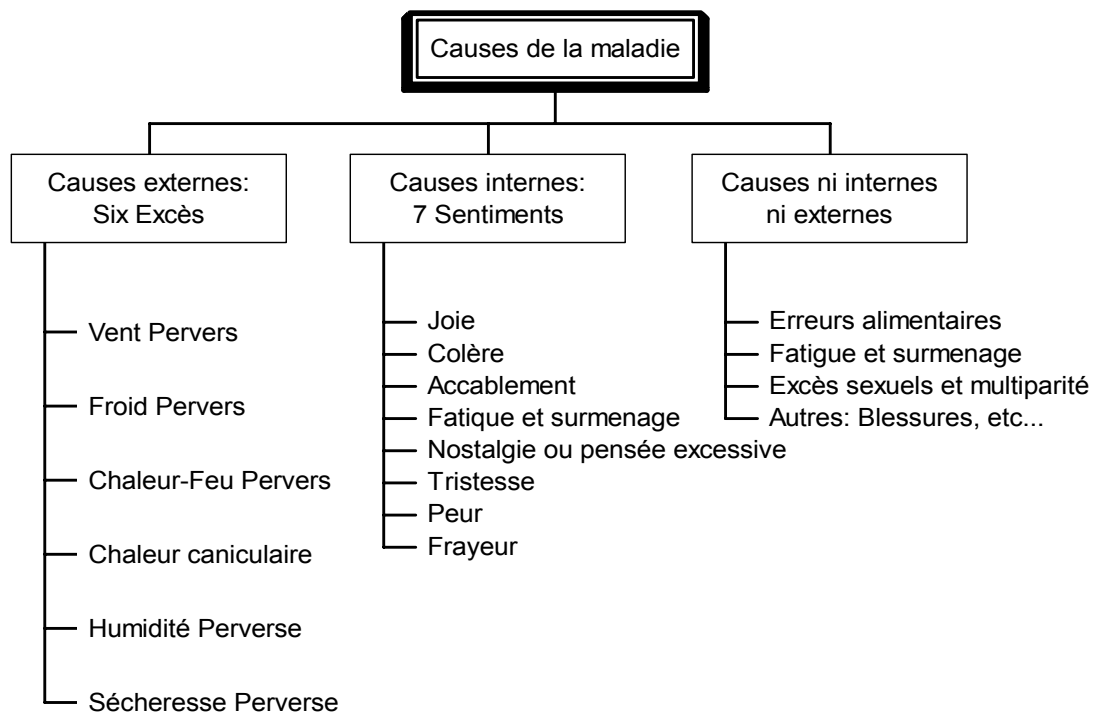 Causes de la maladie
Causes externes:
Six Excès
Vent Pervers
Froid Pervers
Chaleur-Feu Pervers
Chaleur caniculaire
Humidité Perverse
Sécheresse Perverse
Causes internes:
7 Sentiments
Joie
Colère
Accablement
Fatique et surmenage
Nostalgie ou pensée excessive
Tristesse
Peur
Frayeur
Causes ni internes
ni externes
Erreurs alimentaires
Fatigue et surmenage
Excès sexuels et multiparité
Autres: Blessures, etc...